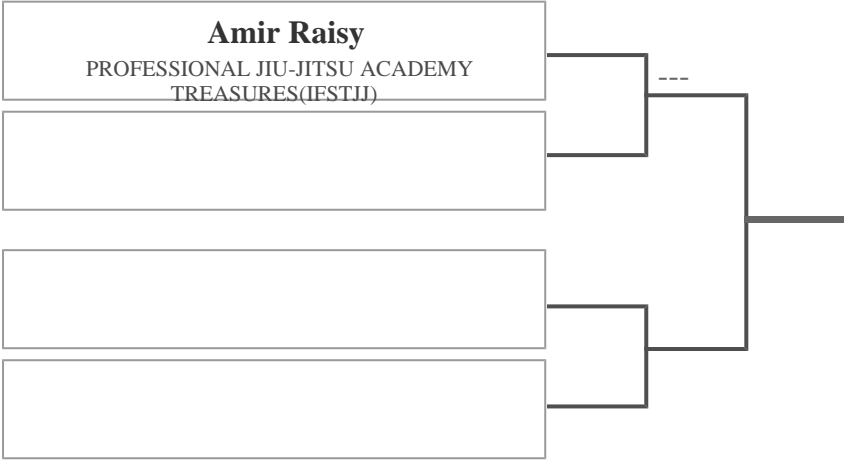 Amir Raisy
PROFESSIONAL JIU-JITSU ACADEMY
TREASURES(IFSTJJ)
---